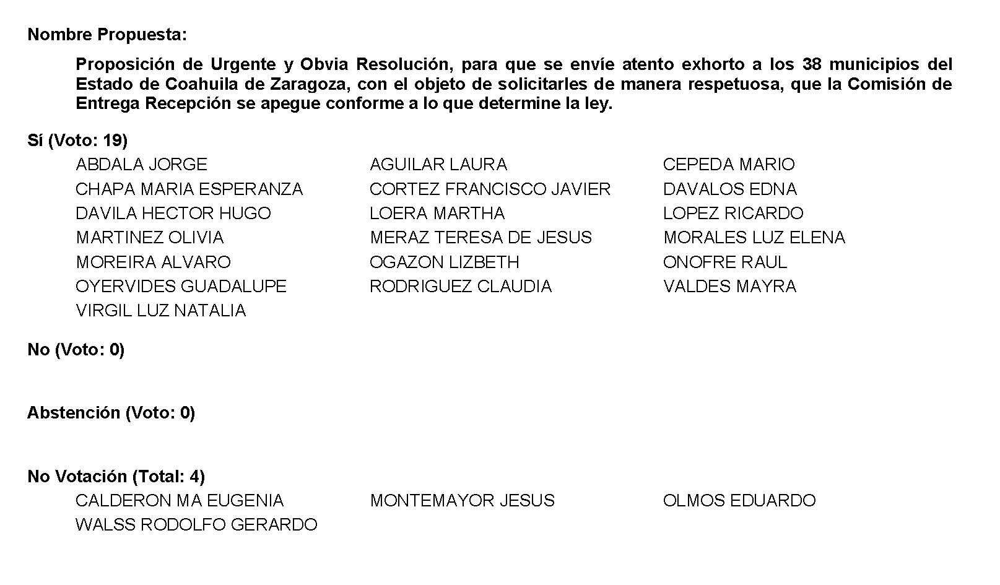 Nombre Propuesta:
Proposición de Urgente y Obvia Resolución, para que se envíe atento exhorto a los 38 municipios del
Estado de Coahuila de Zaragoza, con el objeto de solicitarles de manera respetuosa, que la Comisión de
Entrega Recepción se apegue conforme a lo que determine la ley.
Sí (Voto: 19)
ABDALA JORGE AGUILAR LAURA CEPEDA MARIO
CHAPA MARIA ESPERANZA CORTEZ FRANCISCO JAVIER DAVALOS EDNA
DAVILA HECTOR HUGO LOERA MARTHA LOPEZ RICARDO
MARTINEZ OLIVIA MERAZ TERESA DE JESUS MORALES LUZ ELENA
MOREIRA ALVARO OGAZON LIZBETH ONOFRE RAUL
OYERVIDES GUADALUPE RODRIGUEZ CLAUDIA VALDES MAYRA
VIRGIL LUZ NATALIA
No (Voto: 0)
Abstención (Voto: 0)
No Votación (Total: 4)
CALDERON MA EUGENIA MONTEMAYOR JESUS OLMOS EDUARDO
WALSS RODOLFO GERARDO